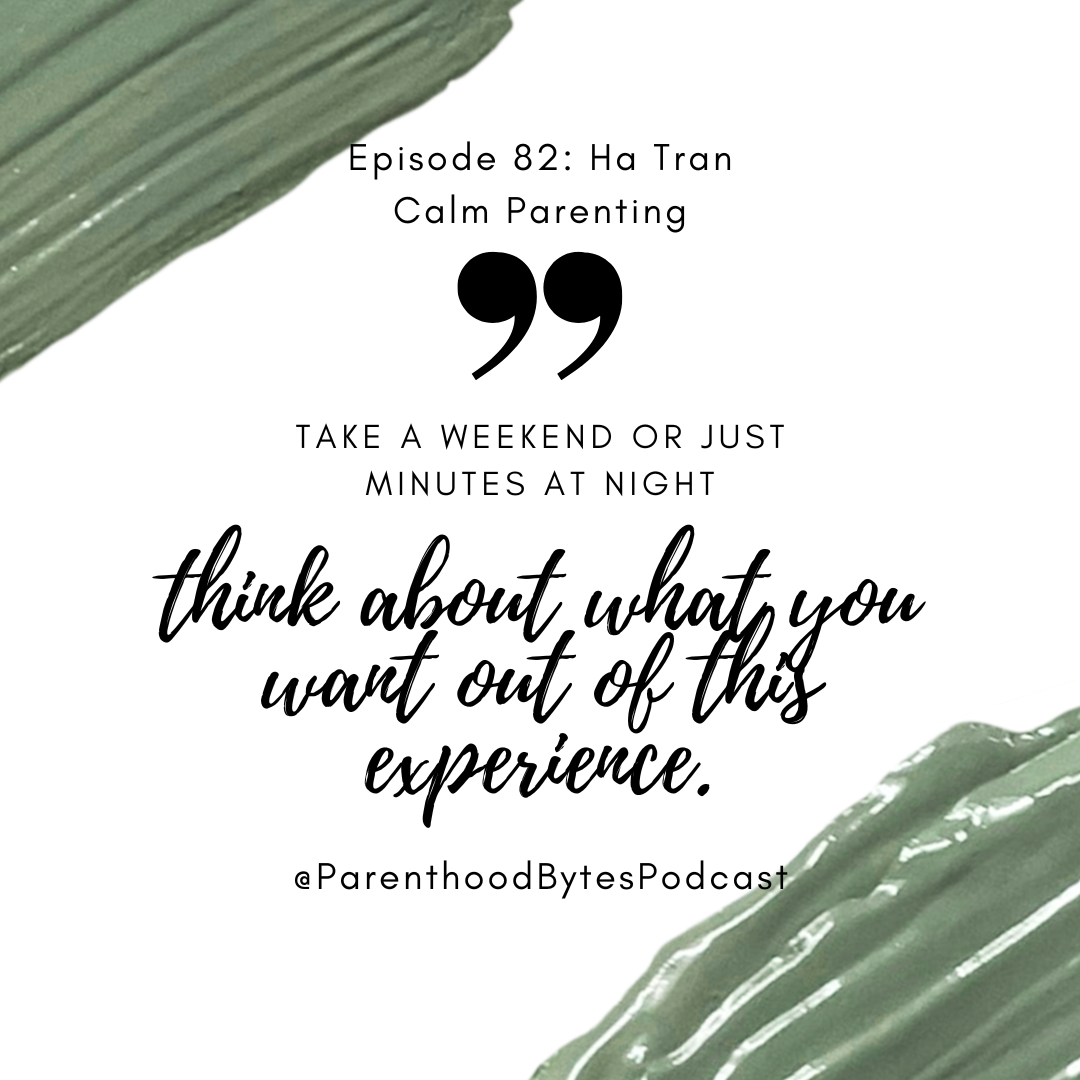 Episode 82: Ha Tran
Calm Parenting
”
TAKE A WEEKEND OR JUST
MINUTES AT NIGHT
think about what you
want out of this
experience.
@ParenthoodBytesPodcast